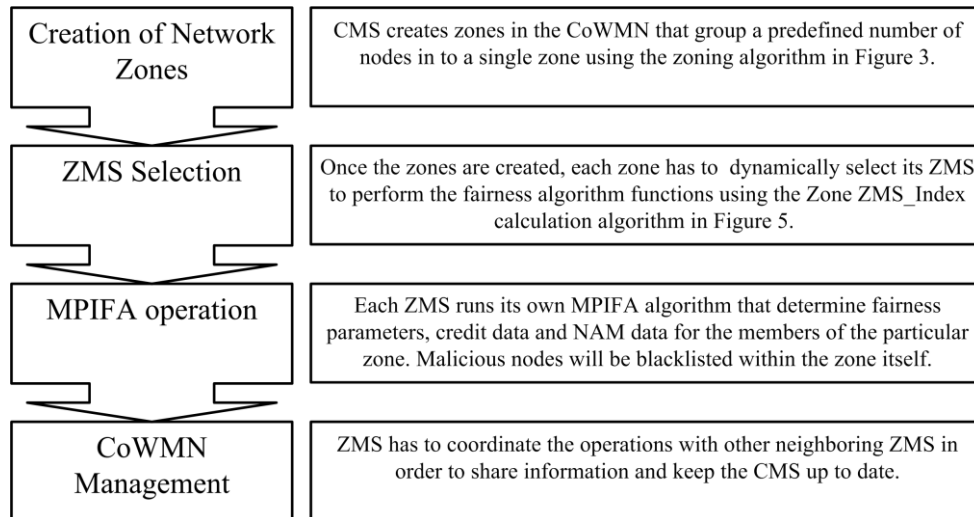 Creation of Network
Zones
CMS creates zones in the CoWMN that group a predefined number of
nodes in to a single zone using the zoning algorithm in Figure 3.
ZMS Selection
Once the zones are created, each zone has to dynamically select its ZMS
to perform the fairness algorithm functions using the Zone ZMS_Index
calculation algorithm in Figure 5.
MPIFA operation
Each ZMS runs its own MPIFA algorithm that determine fairness
parameters, credit data and NAM data for the members of the particular
zone. Malicious nodes will be blacklisted within the zone itself.
CoWMN
Management
ZMS has to coordinate the operations with other neighboring ZMS in
order to share information and keep the CMS up to date.